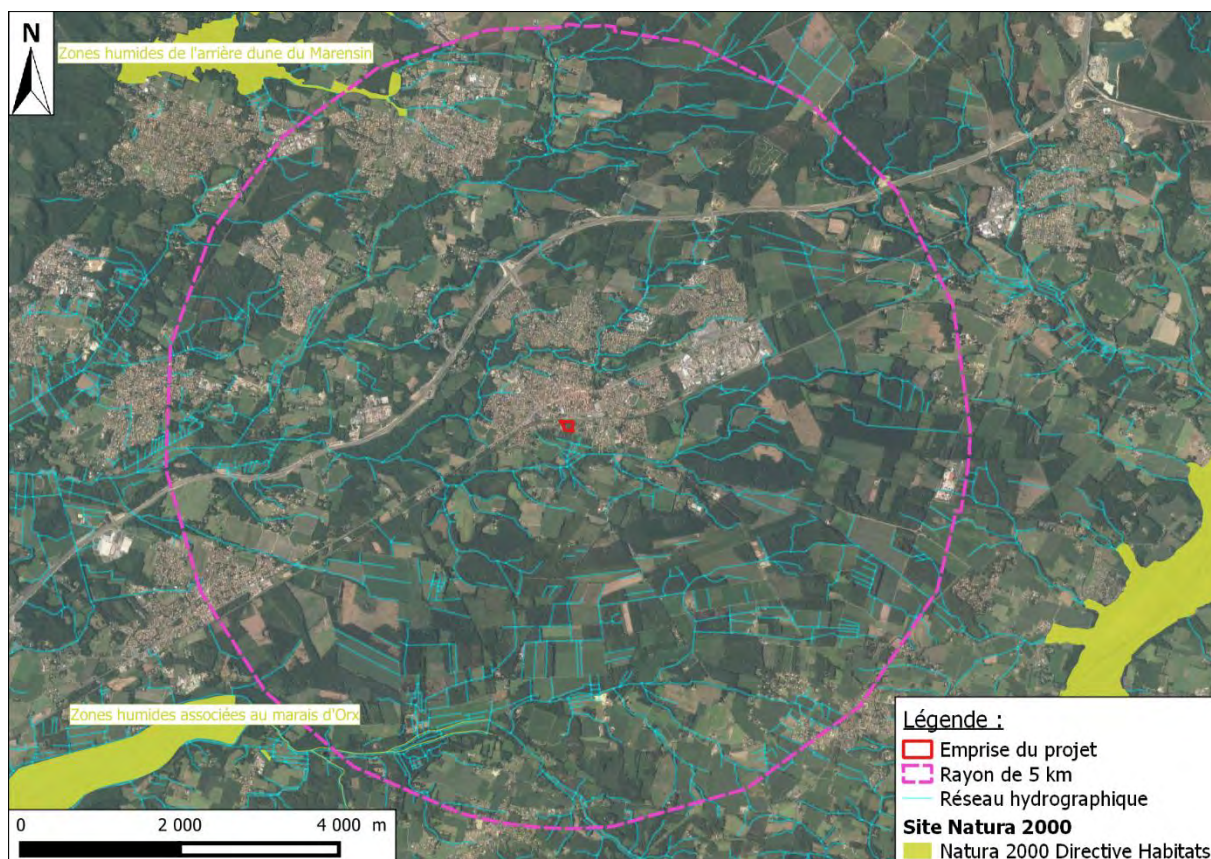 N
Zones humides de l'arrière dune du Marensin
Zones humides associées au marais d'Orx
Légende :
Emprise du projet
Rayon de 5 km
Réseau hydrographique
Site Natura 2000
Natura 2000 Directive Habitats
0 2 000 4 000 m